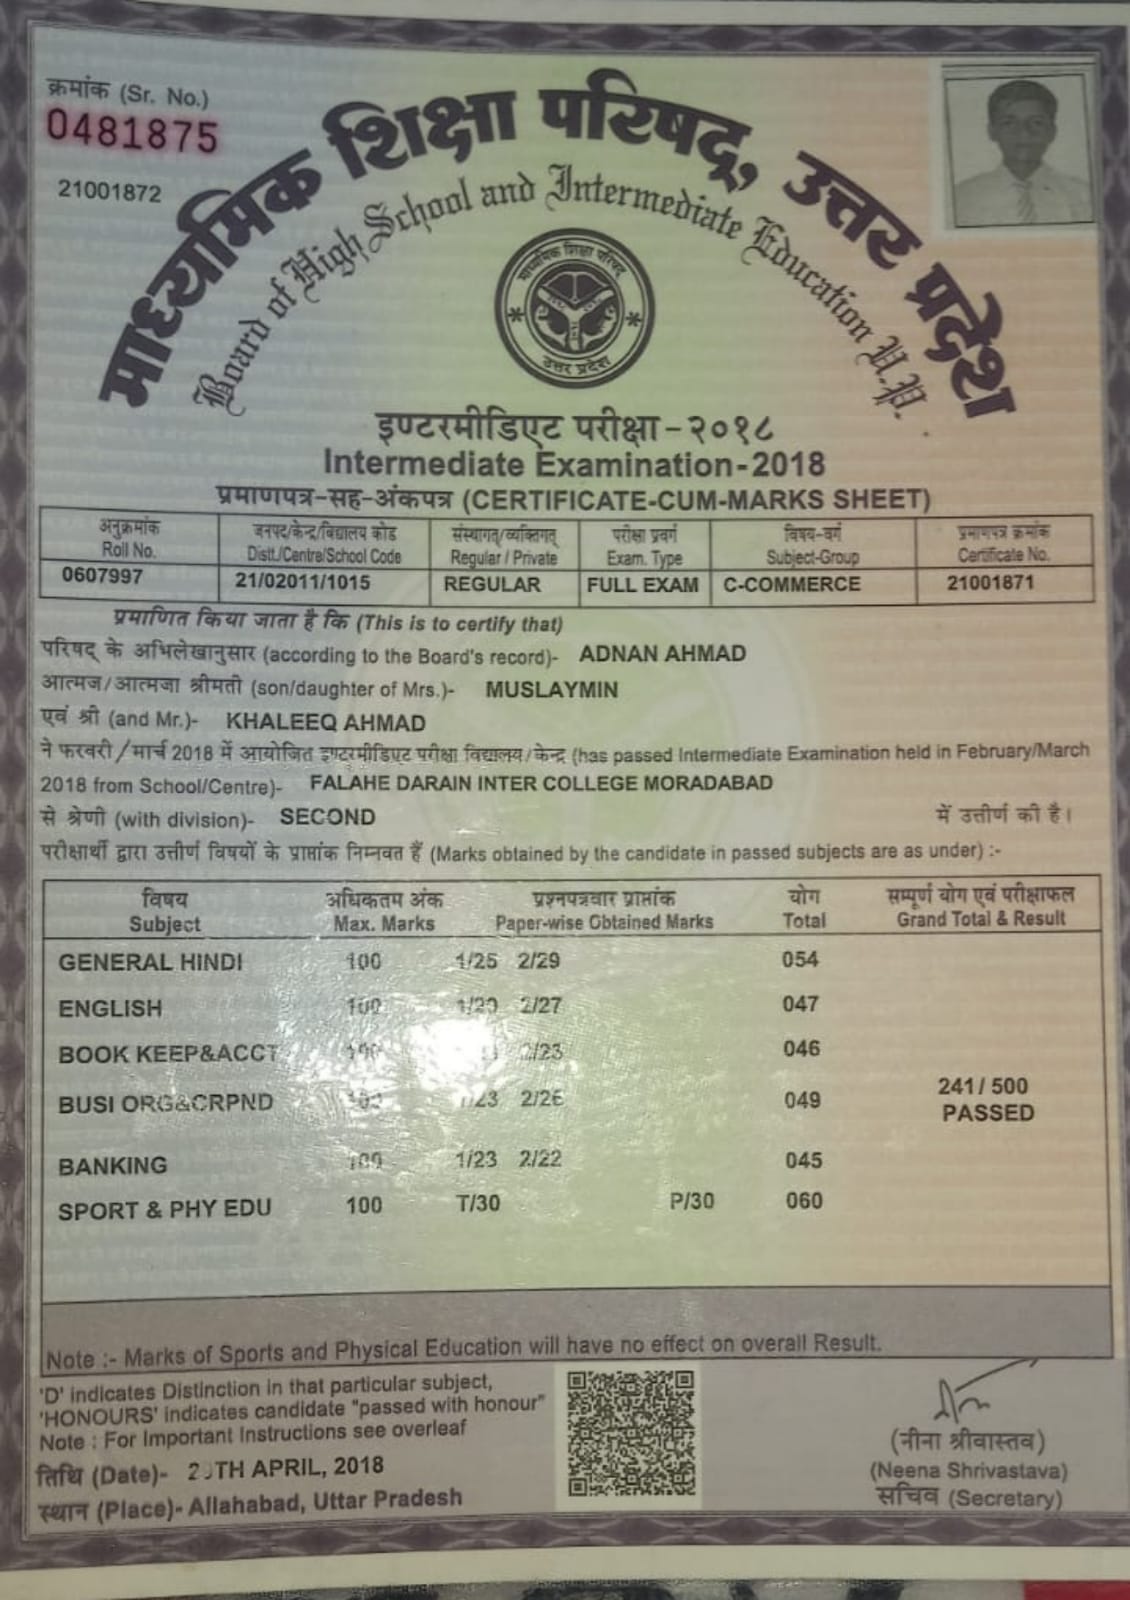 क्रमांक (Sr. No.)
0481875
21001872
माध्यमिक शिक्षा परिषद्, उत्तर प्रदेश
Board of High School and Intermediate Education U.P.
माध्यमिक शिक्षा परिषद्
उत्तर प्रदेश
इण्टरमीडिएट परीक्षा-२०१८
Intermediate Examination-2018
प्रमाणपत्र-सह-अंकपत्र (CERTIFICATE-CUM-MARKS SHEET)
अनुक्रमांक जनपद/केन्द्र/विद्यालय कोड संस्थागत/व्यक्तिगत परीक्षा प्रवर्ग विषय-वर्ग प्रमाणपत्र क्रमांक
Roll No. Distt./Centre/School Code Regular / Private Exam. Type Subject-Group Certificate No.
0607997 21/02011/1015 REGULAR FULL EXAM C-COMMERCE 21001871
प्रमाणित किया जाता है कि (This is to certify that)
परिषद् के अभिलेखानुसार (according to the Board's record)- ADNAN AHMAD
आत्मज/आत्मजा श्रीमती (son/daughter of Mrs.)- MUSLAYMIN
एवं श्री (and Mr.)- KHALEEQ AHMAD
ने फरवरी/मार्च 2018 में आयोजित इण्टरमीडिएट परीक्षा विद्यालय/केन्द्र (has passed Intermediate Examination held in February/March
2018 from School/Centre)- FALAHE DARAIN INTER COLLEGE MORADABAD
से श्रेणी (with division)- SECOND में उत्तीर्ण की है।
परीक्षार्थी द्वारा उत्तीर्ण विषयों के प्राप्तांक निम्नवत हैं (Marks obtained by the candidate in passed subjects are as under) :-
विषय अधिकतम अंक प्रश्नपत्रवार प्राप्तांक योग सम्पूर्ण योग एवं परीक्षाफल
Subject Max. Marks Paper-wise Obtained Marks Total Grand Total & Result
GENERAL HINDI 100 1/25 2/29 054
ENGLISH 100 2/27 047
BOOK KEEP&ACCT 100 2/23 046
BUSI ORG&CRPND 100 1/23 2/26 049
241/500
PASSED
BANKING 100 1/23 2/22 045
SPORT & PHY EDU 100 T/30 P/30 060
Note :- Marks of Sports and Physical Education will have no effect on overall Result.
'D' indicates Distinction in that particular subject,
'HONOURS' indicates candidate "passed with honour"
Note : For Important Instructions see overleaf
तिथि (Date)- APRIL, 2018
स्थान (Place)- Allahabad, Uttar Pradesh
(नीना श्रीवास्तव)
(Neena Shrivastava)
सचिव (Secretary)